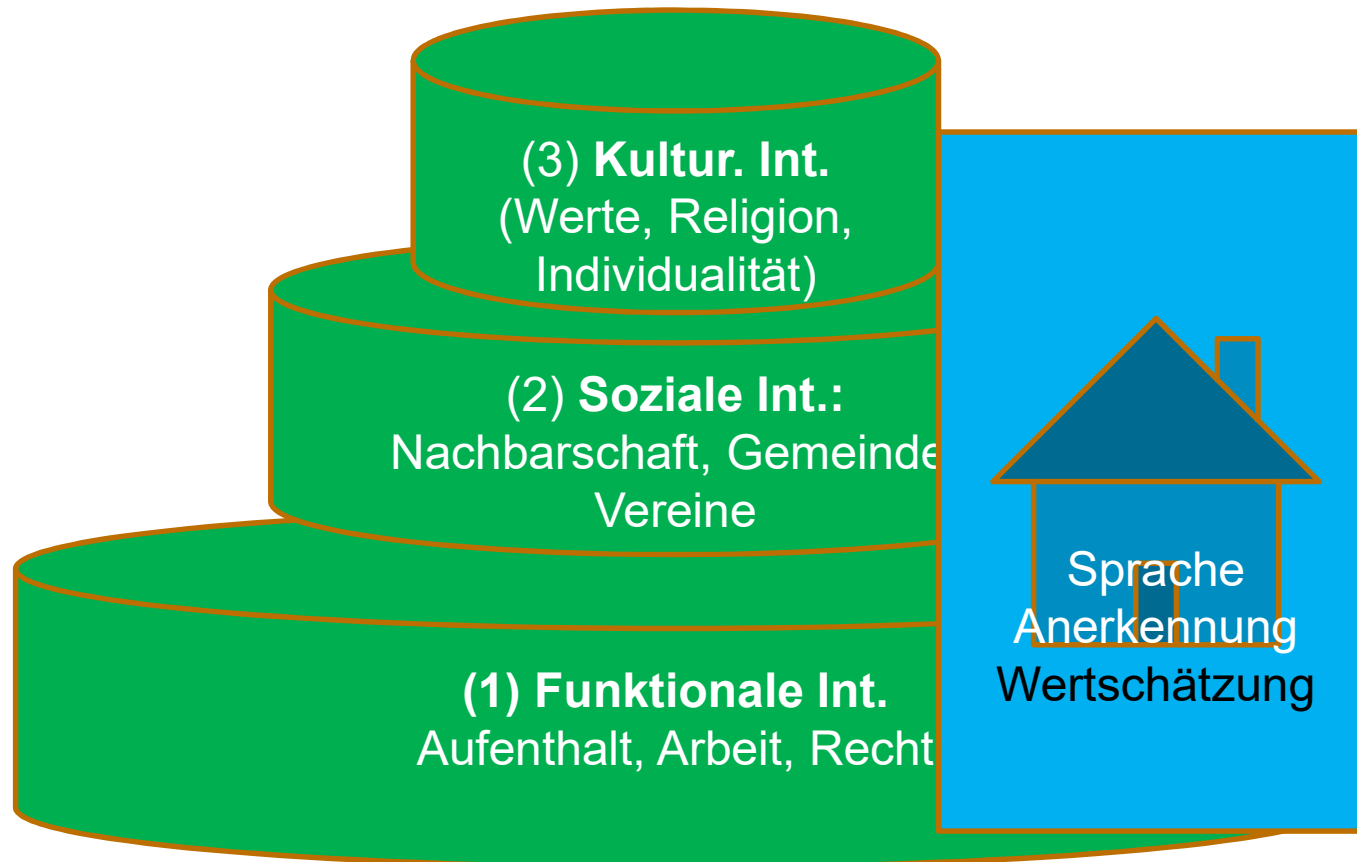 (3) Kultur. Int.
(Werte, Religion,
Individualität)
(2) Soziale Int.:
Nachbarschaft, Gemeinde
Vereine
(1) Funktionale Int.
Aufenthalt, Arbeit, Recht
Sprache
Anerkennung
Wertschätzung